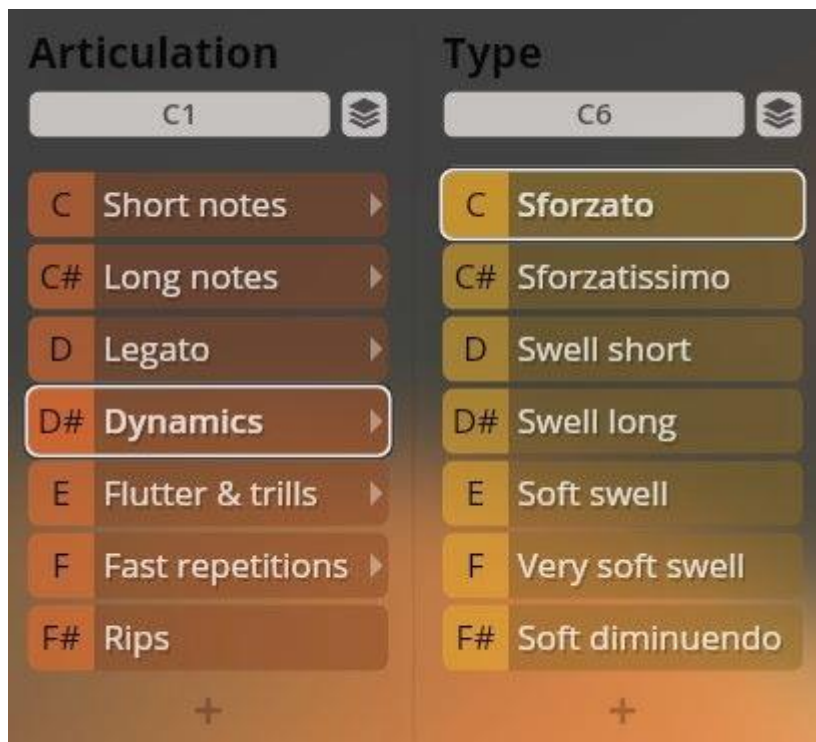 Articulation
C1
C Short notes
C# Long notes
D Legato
D# Dynamics
E Flutter & trills
F Fast repetitions
F# Rips
+
Type
C6
C Sforzato
C# Sforzatissimo
D Swell short
D# Swell long
E Soft swell
F Very soft swell
F# Soft diminuendo
+